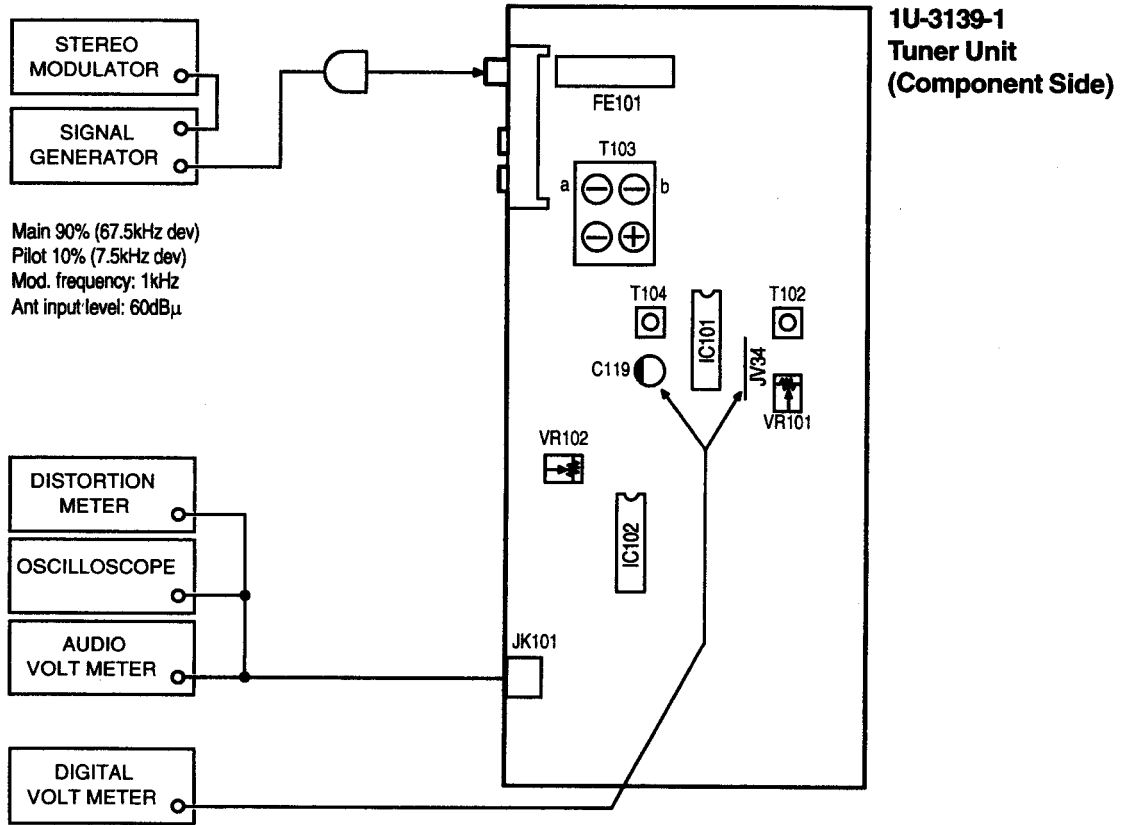 STEREO
MODULATOR
SIGNAL
GENERATOR
Main 90% (67.5kHz dev)
Pilot 10% (7.5kHz dev)
Mod. frequency: 1kHz
Ant input level: 60dBμ
1U-3139-1
Tuner Unit
(Component Side)
FE101
T103
a
b
T104
IC101
T102
C119
JV34
VR101
VR102
IC102
DISTORTION
METER
OSCILLOSCOPE
AUDIO
VOLT METER
JK101
DIGITAL
VOLT METER